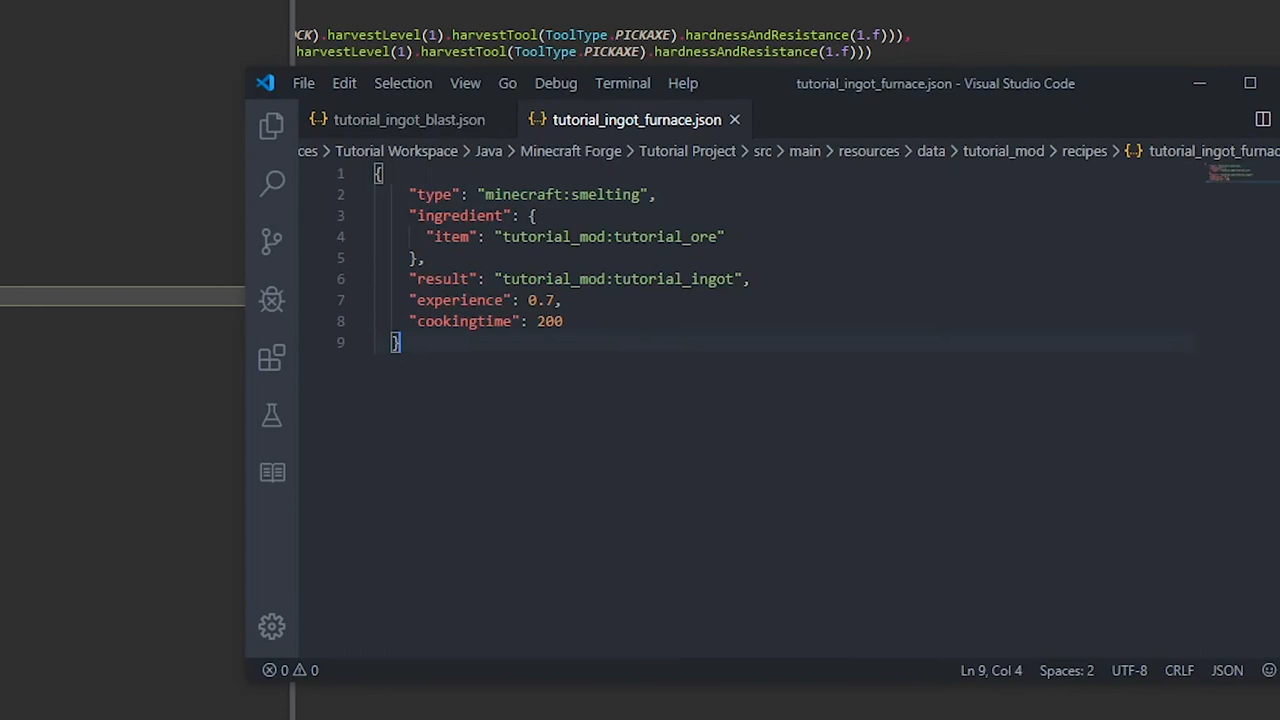 OCK).harvestLevel(1).harvestTool(ToolType.PICKAXE).hardnessAndResistance(1.f))),
harvestLevel(1).harvestTool(ToolType.PICKAXE).hardnessAndResistance(1.f)))
File Edit Selection View Go Debug Terminal Help tutorial_ingot_furnace.json - Visual Studio Code
{··} tutorial_ingot_blast.json {··} tutorial_ingot_furnace.json ×
ces > Tutorial Workspace > Java > Minecraft Forge > Tutorial Project > src > main > resources > data > tutorial_mod > recipes > {··} tutorial_ingot_furnac
1 {
2 "type": "minecraft:smelting",
3 "ingredient": {
4 "item": "tutorial_mod:tutorial_ore"
5 },
6 "result": "tutorial_mod:tutorial_ingot",
7 "experience": 0.7,
8 "cookingtime": 200
9 }
0 0 Ln 9, Col 4 Spaces: 2 UTF-8 CRLF JSON